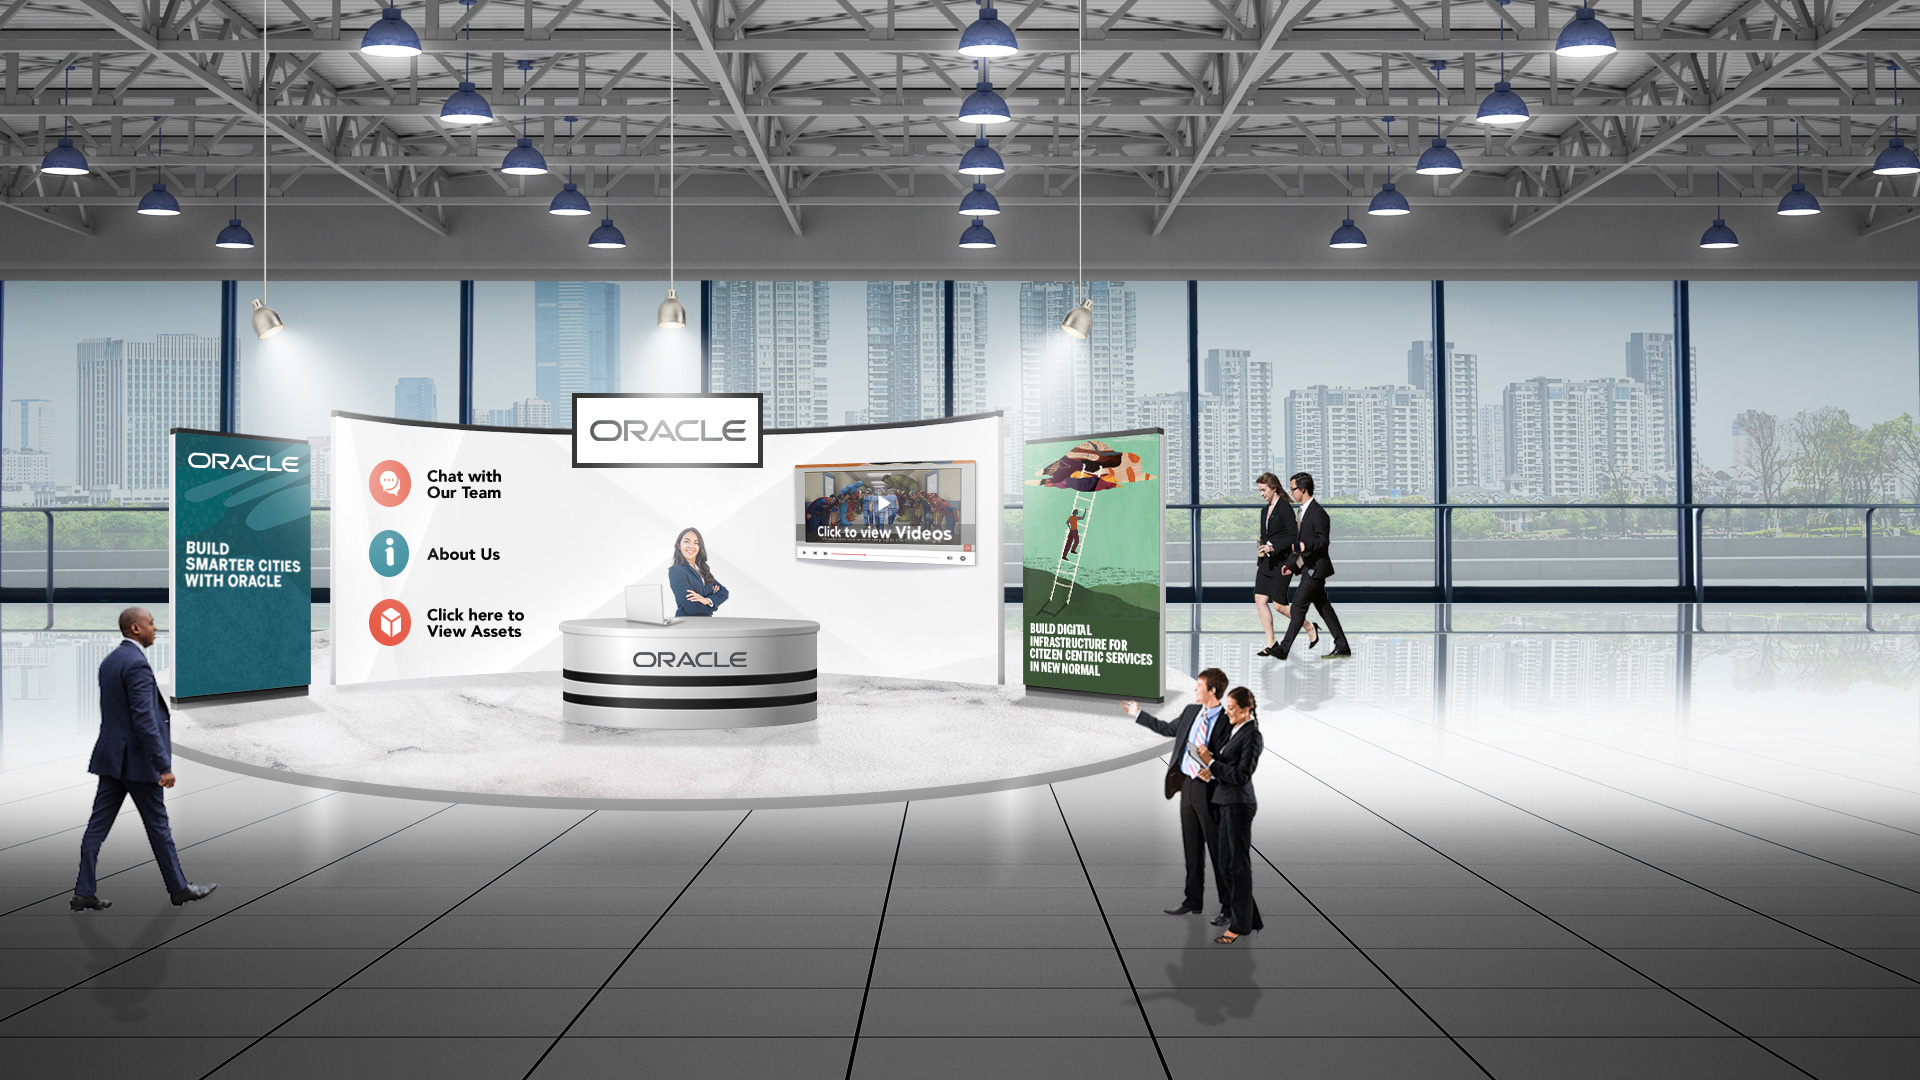 ORACLE
BUILD
SMARTER CITIES
WITH ORACLE
Chat with
Our Team
About Us
Click here to
View Assets
ORACLE
ORACLE
Click to view Videos
BUILD DIGITAL
INFRASTRUCTURE FOR
CITIZEN CENTRIC SERVICES
IN NEW NORMAL